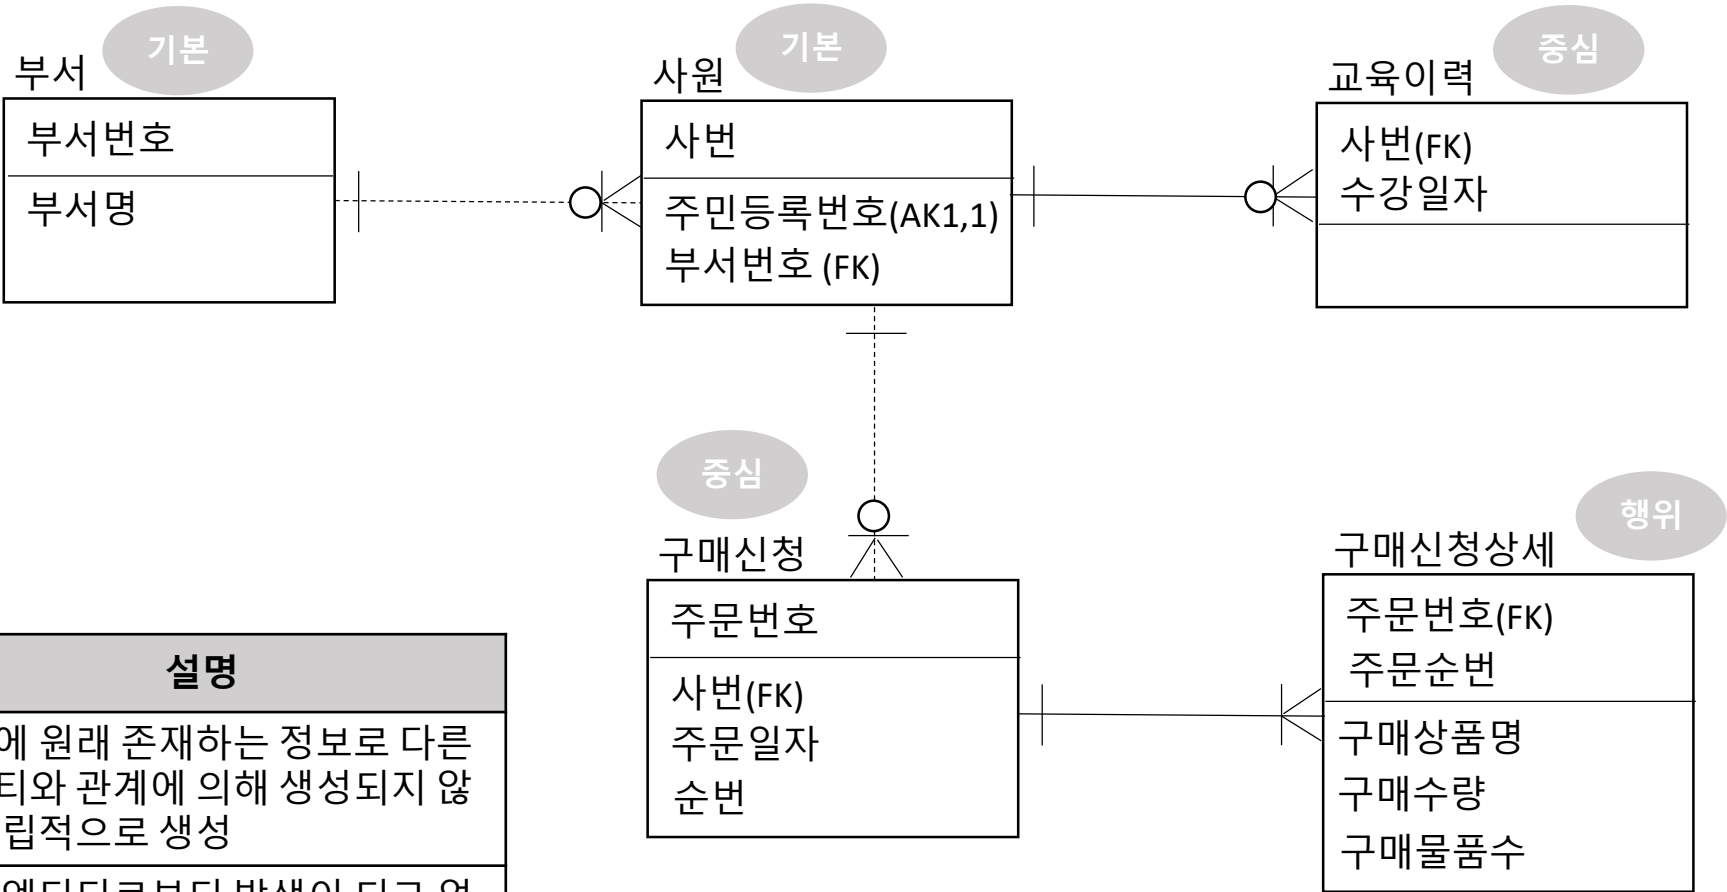 부서
기본
부서번호
부서명
사원
기본
사번
주민등록번호(AK1,1)
부서번호 (FK)
교육이력
중심
사번(FK)
수강일자
중심
구매신청
주문번호
사번(FK)
주문일자
순번
행위
구매신청상세
주문번호(FK)
주문순번
구매상품명
구매수량
구매물품수
설명
에 원래 존재하는 정보로 다른
티와 관계에 의해 생성되지 않
립적으로 생성